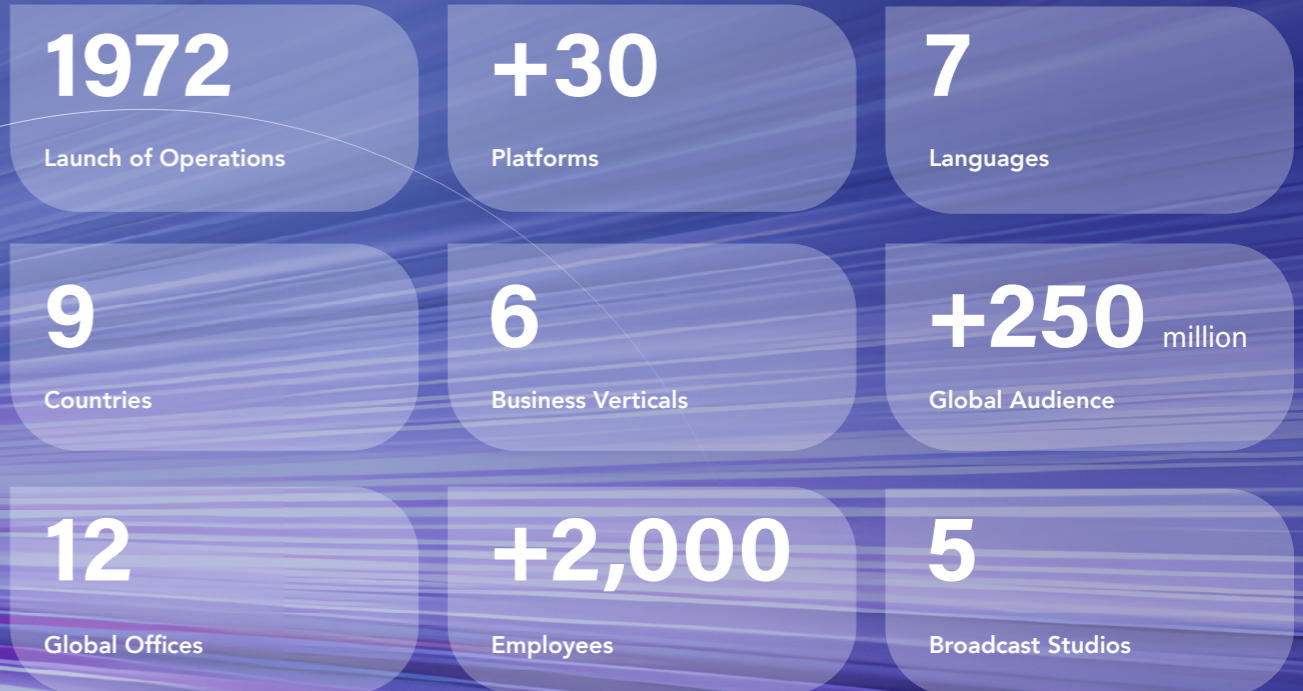 1972
Launch of Operations
+30
Platforms
7
Languages
9
Countries
6
Business Verticals
+250 million
Global Audience
12
Global Offices
+2,000
Employees
5
Broadcast Studios